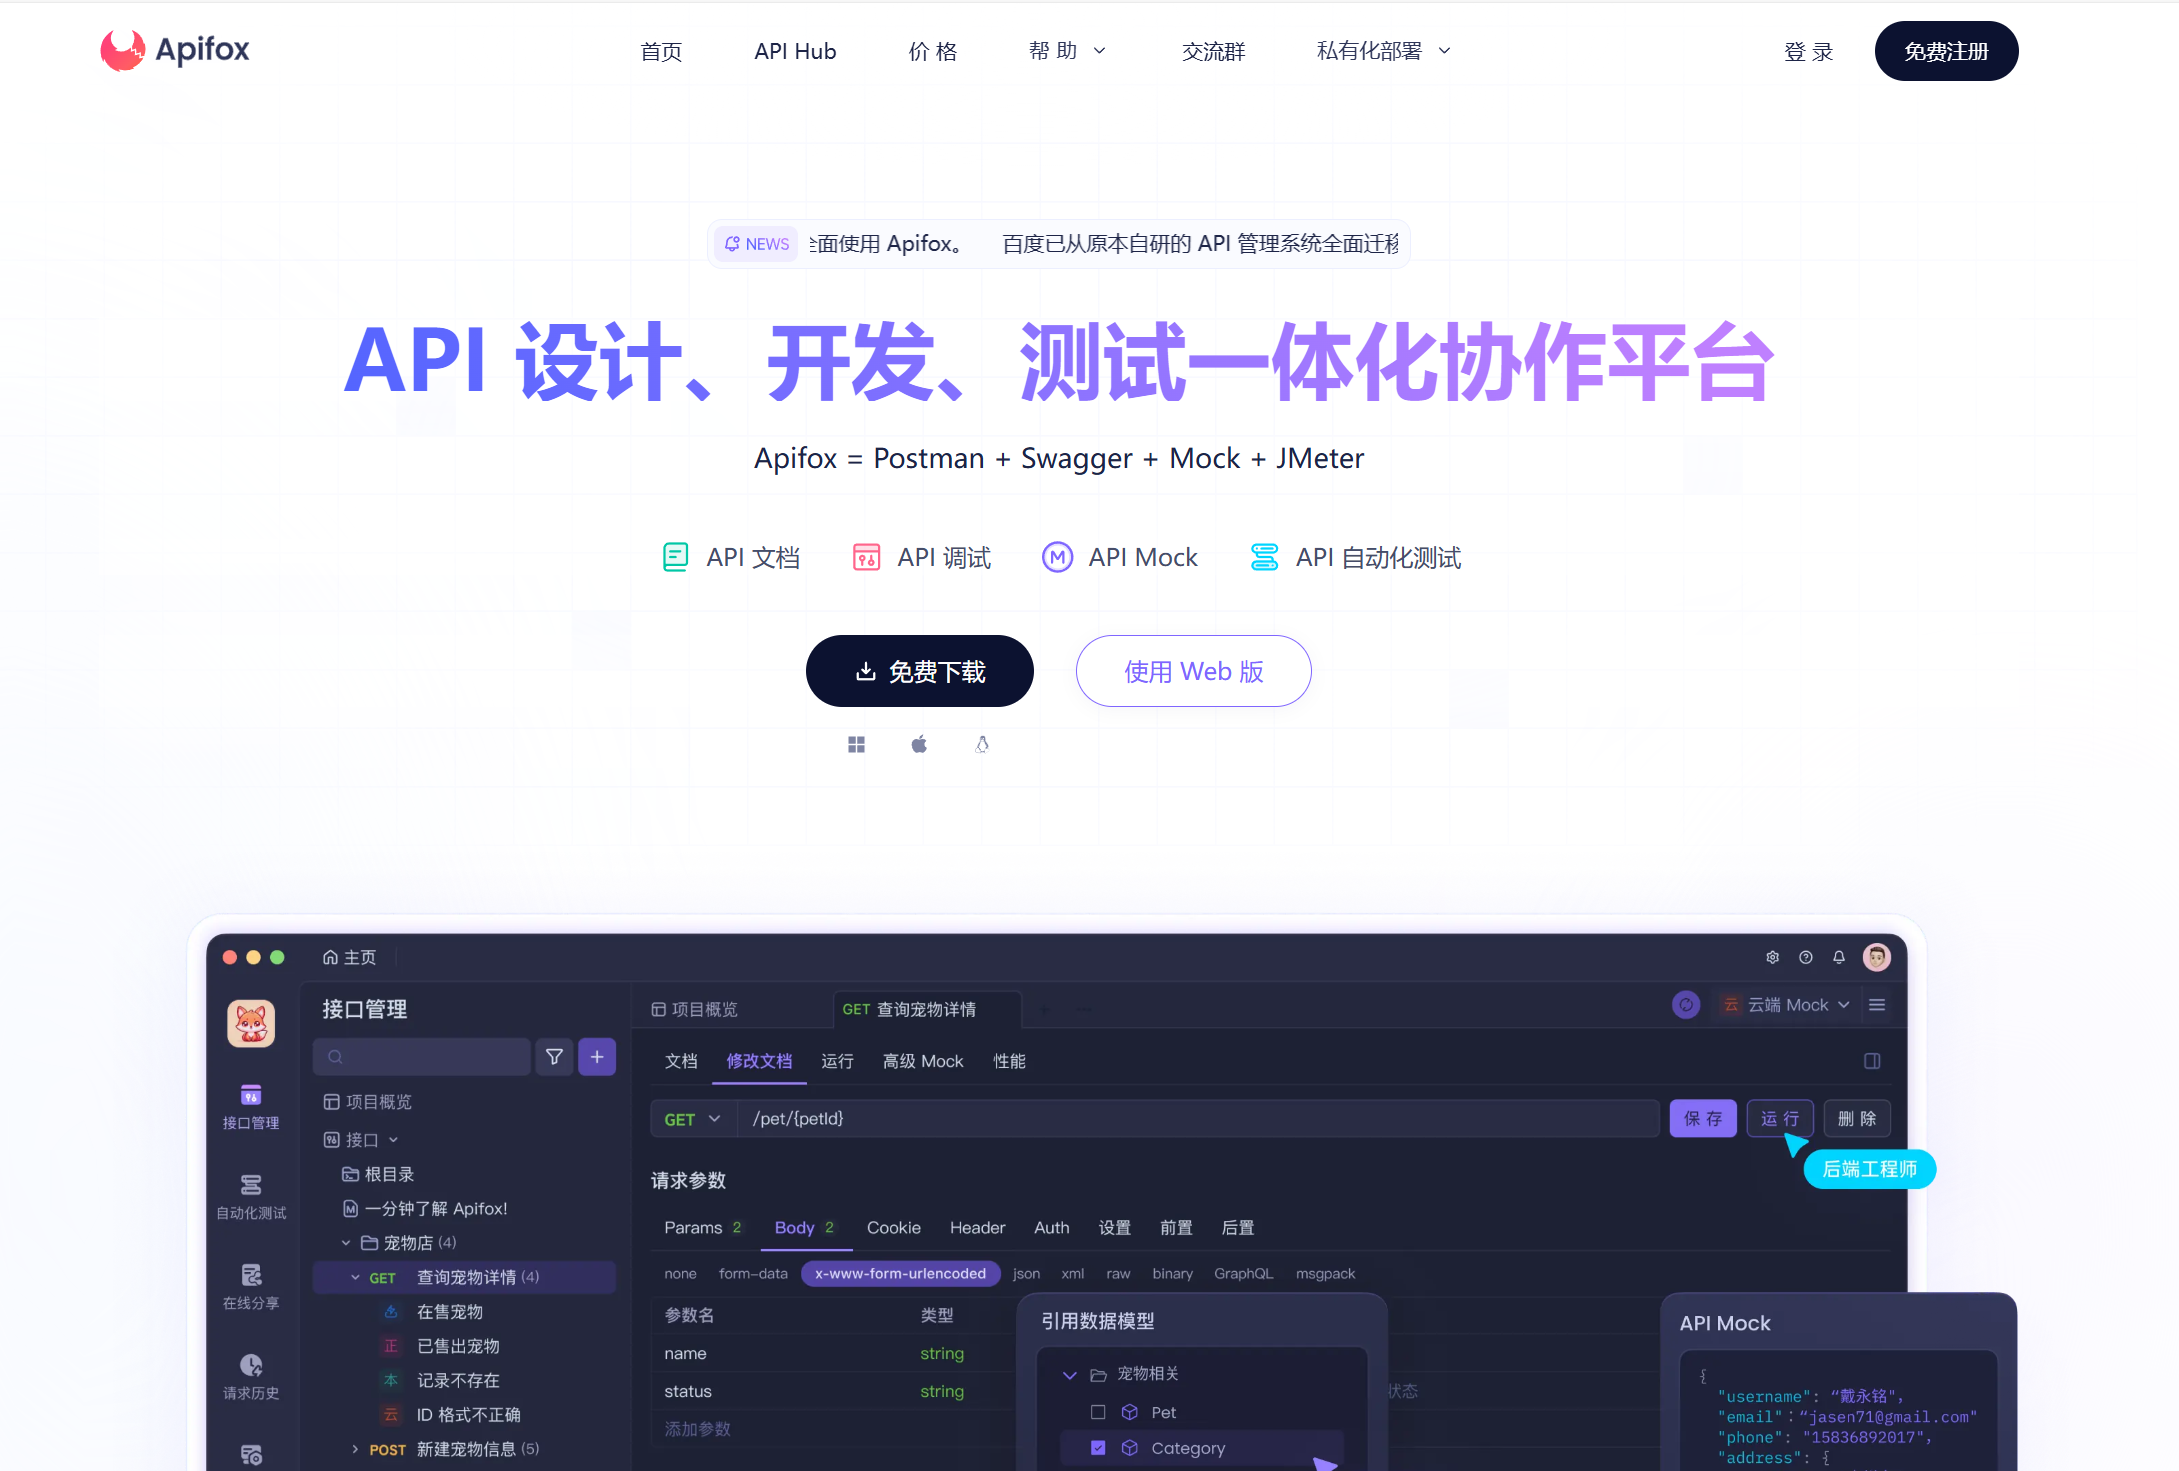 Apifox
首页 API Hub 价 格 帮 助 交流群 私有化部署 登 录 免费注册
NEWS 全面使用 Apifox。 百度已从原本自研的 API 管理系统全面迁移
API 设计、开发、测试一体化协作平台
Apifox = Postman + Swagger + Mock + JMeter
API 文档 API 调试 API Mock API 自动化测试
免费下载 使用 Web 版
主页
接口管理
项目概览
接口
根目录
一分钟了解 Apifox!
宠物店 (4)
GET 查询宠物详情 (4)
在售宠物
正 已售出宠物
本 记录不存在
云 ID 格式不正确
POST 新建宠物信息 (5)
接口管理
自动化测试
在线分享
请求历史
项目概览 GET 查询宠物详情 云 云端 Mock
文档 修改文档 运行 高级 Mock 性能
GET /pet/{petId} 保 存 运 行 删 除
后端工程师
请求参数
Params 2 Body 2 Cookie Header Auth 设置 前置 后置
none form-data x-www-form-urlencoded json xml raw binary GraphQL msgpack
参数名 类型
name string
status string
状态
添加参数
引用数据模型
宠物相关
Pet
Category
API Mock
{
"username": “戴永铭",
"email":“jasen71@gmail.com"
"phone": "15836892017",
"address": {